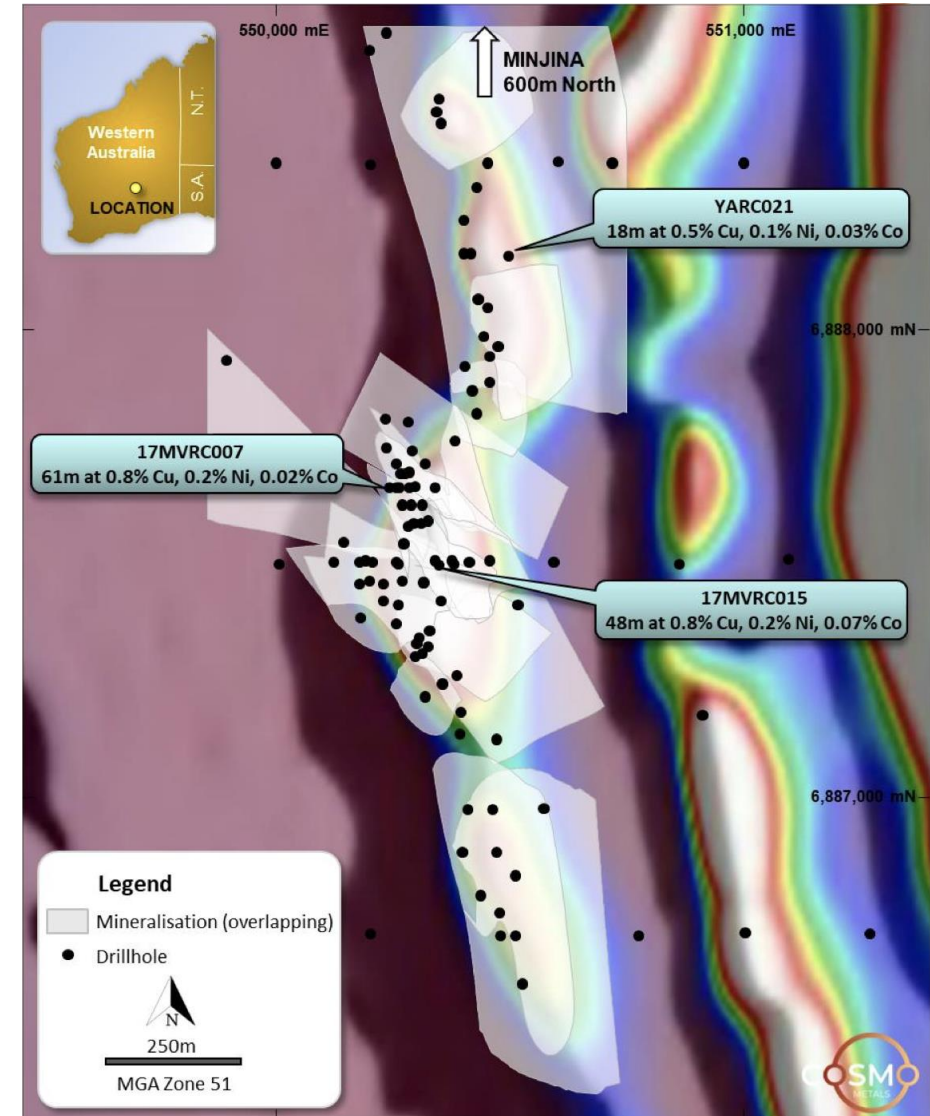 550,000 mE
551,000 mE
MINJINA
600m North
N.T.
Western
Australia
S.A.
LOCATION
YARC021
18m at 0.5% Cu, 0.1% Ni, 0.03% Co
6,888,000 mN
17MVRC007
61m at 0.8% Cu, 0.2% Ni, 0.02% Co
17MVRC015
48m at 0.8% Cu, 0.2% Ni, 0.07% Co
6,887,000 mN
Legend
Mineralisation (overlapping)
Drillhole
N
250m
MGA Zone 51
COSMO
METALS